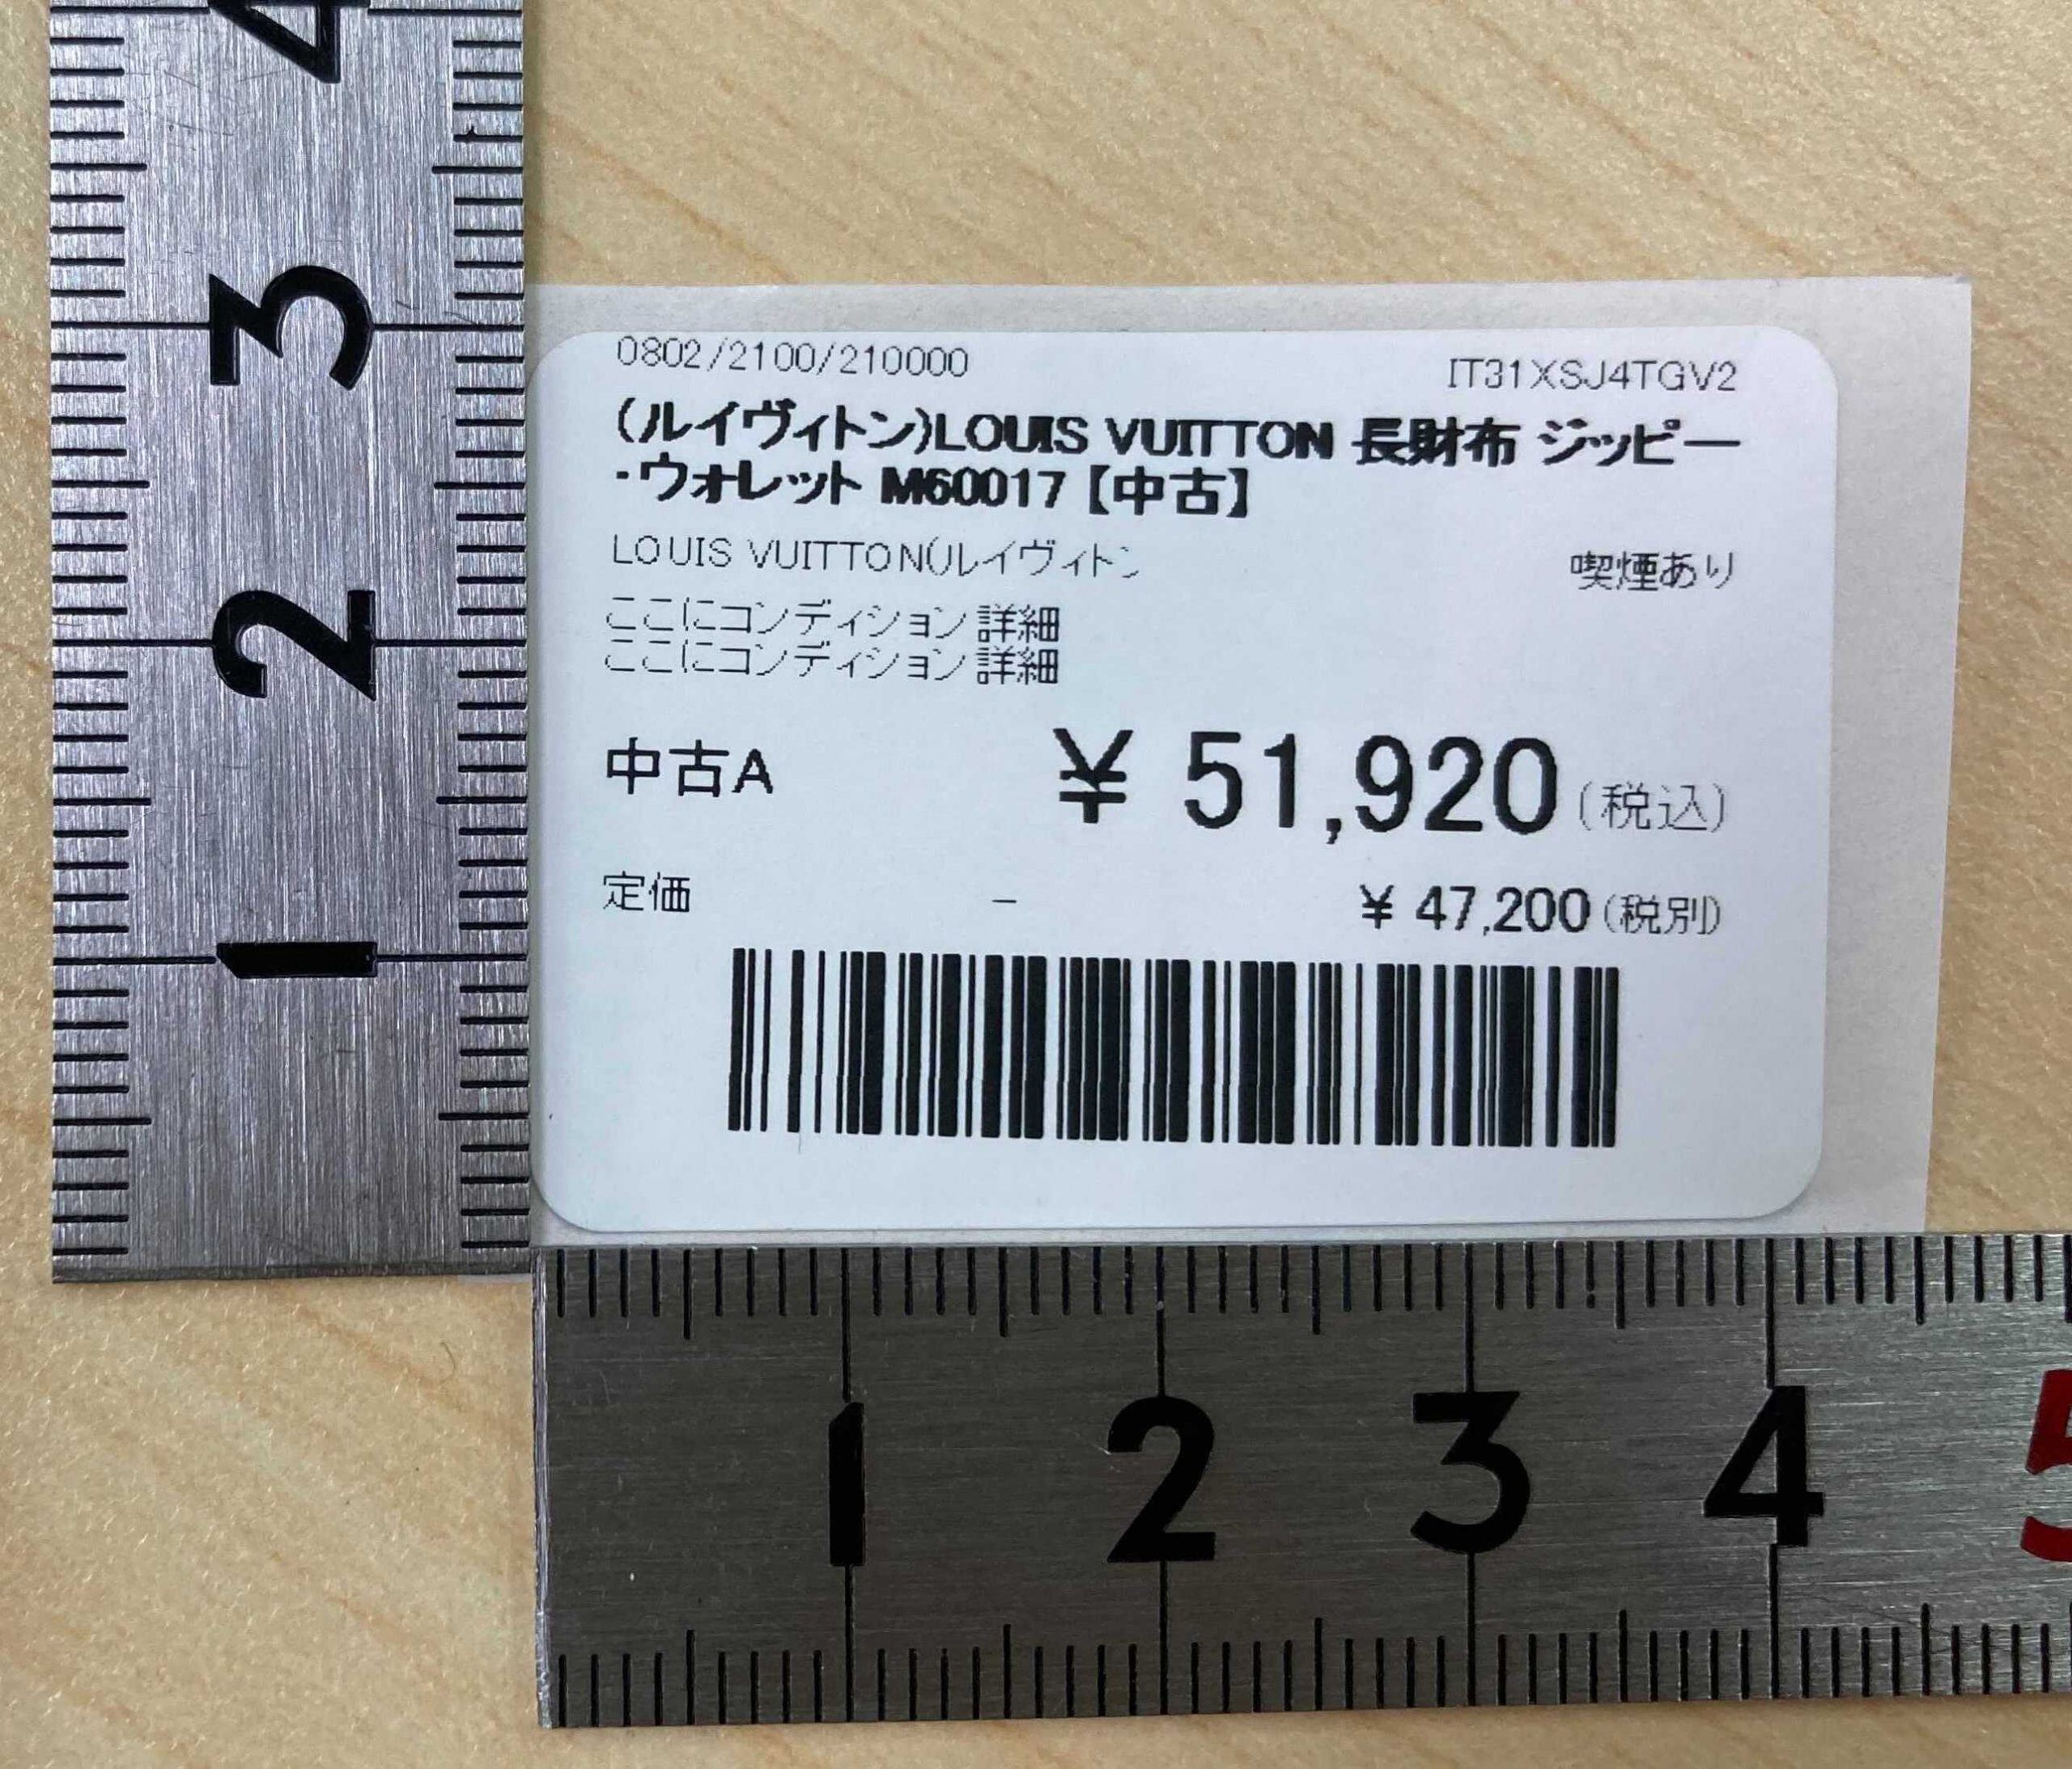 4
3
2
1
0802/2100/210000 IT31XSJ4TGV2
(ルイヴィトン)LOUIS VUITTON 長財布 ジッピー
・ウォレット M60017【中古】
LOUIS VUITTON(ルイヴィトン 喫煙あり
ここにコンディション詳細
ここにコンディション詳細
中古A ¥ 51,920(税込)
定価 - ¥ 47,200(税別)
1 2 3 4 5